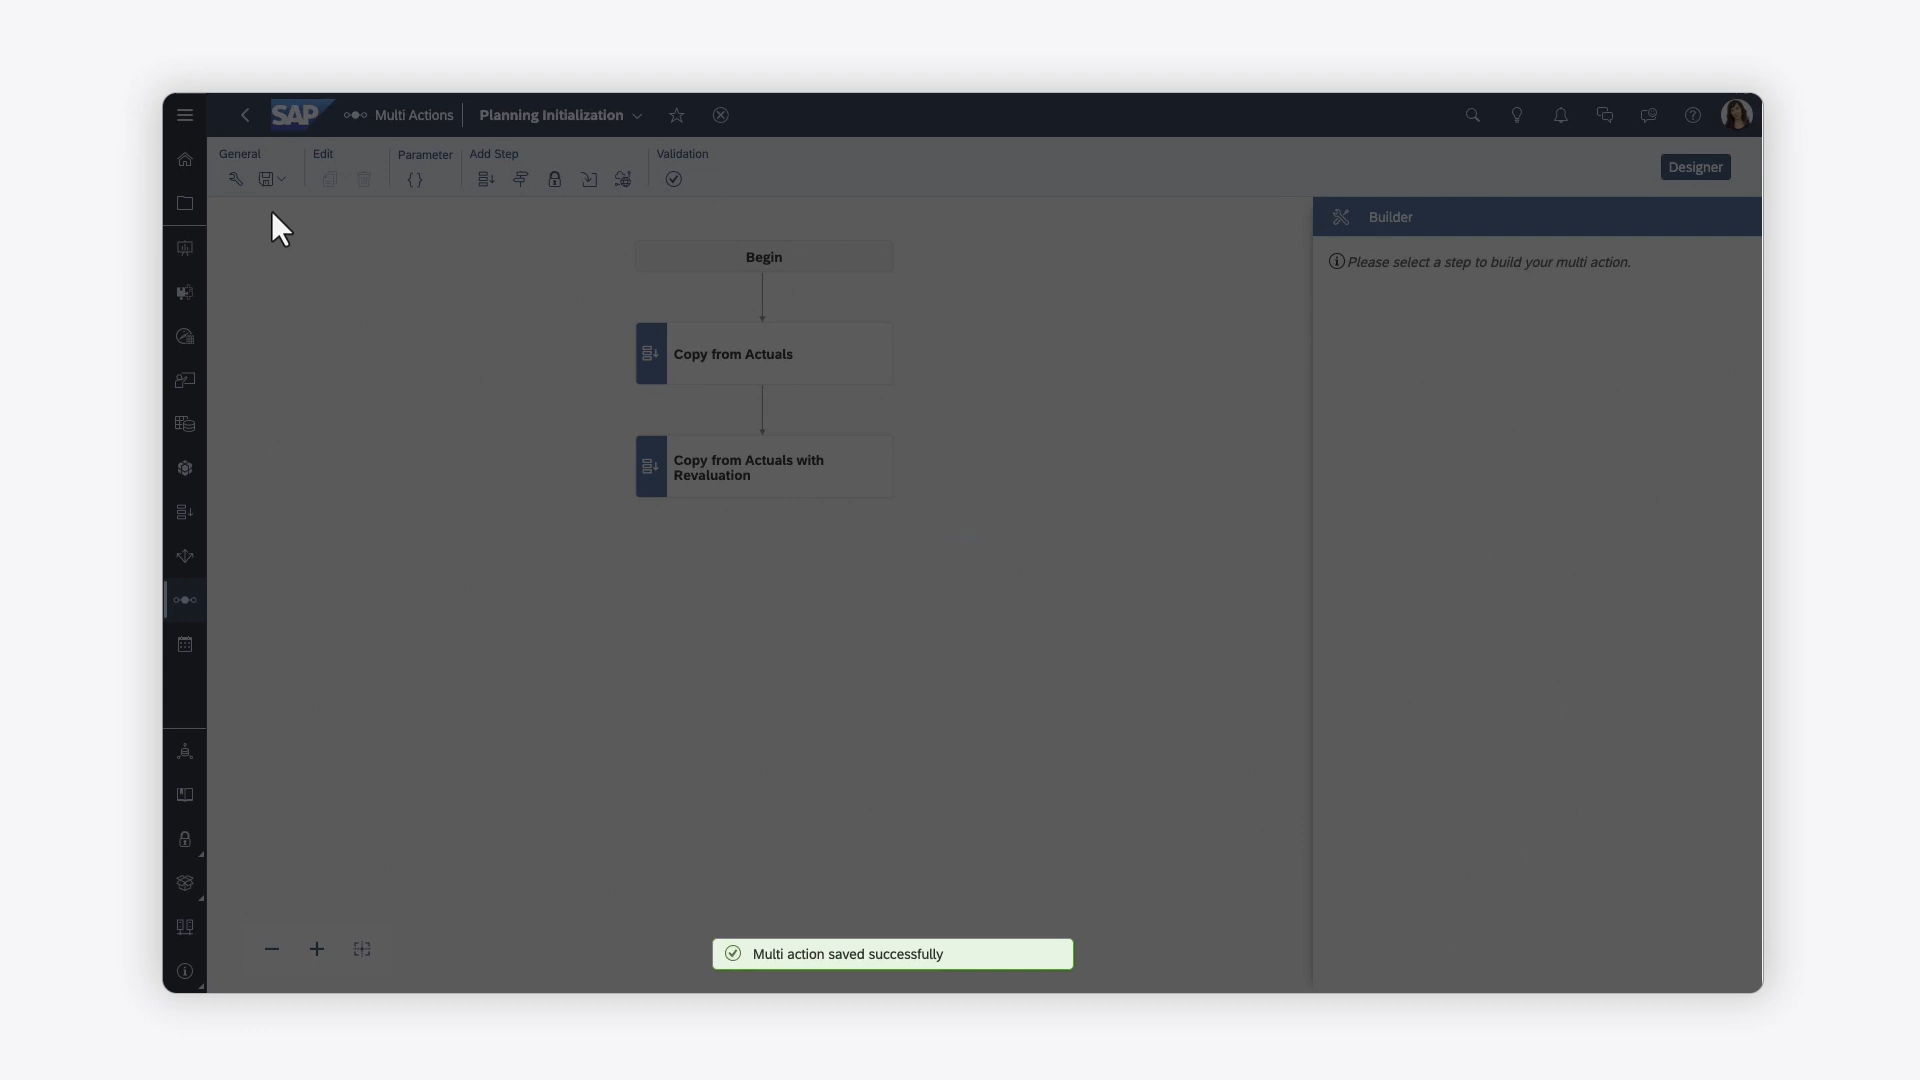 SAP
Multi Actions
Planning Initialization
General
Edit
Parameter
Add Step
Validation
Designer
Builder
Please select a step to build your multi action.
Begin
Copy from Actuals
Copy from Actuals with
Revaluation
Multi action saved successfully